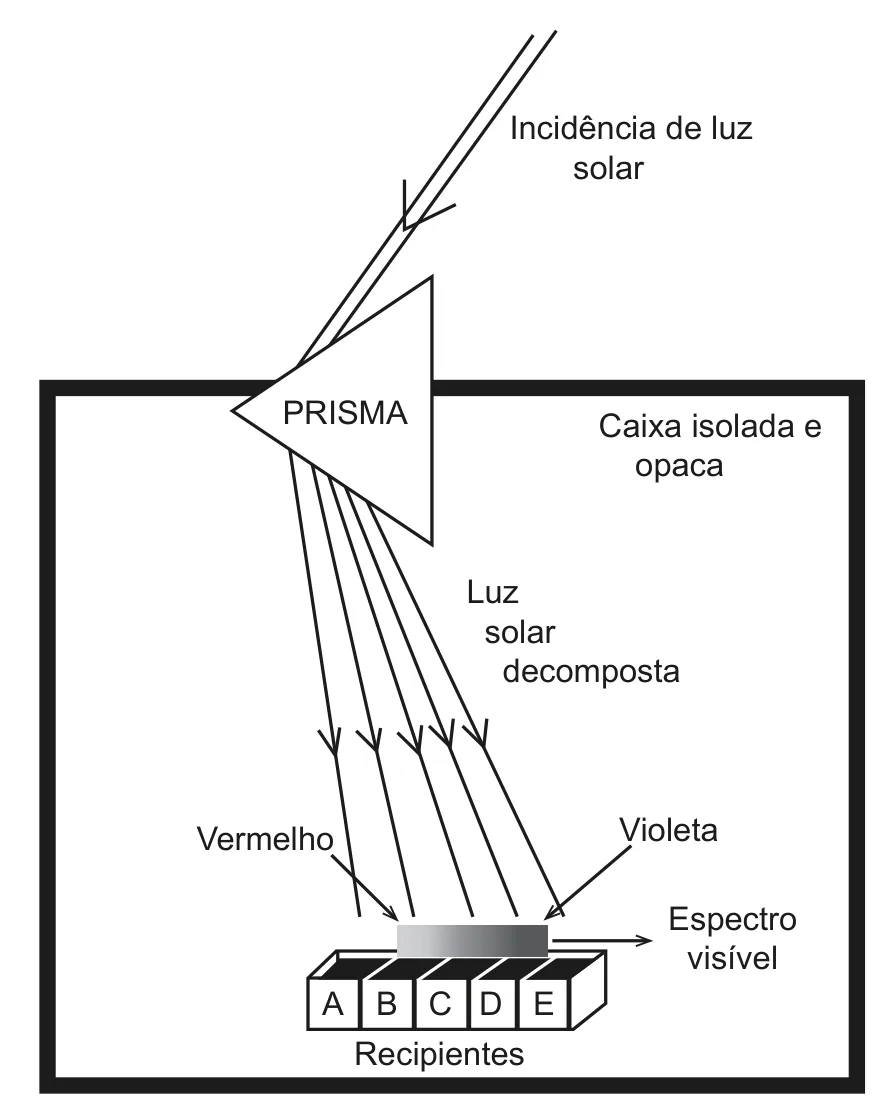 Incidência de luz
solar
PRISMA
Caixa isolada e
opaca
Luz
solar
decomposta
Vermelho
Violeta
Espectro
visível
A B C D E
Recipientes